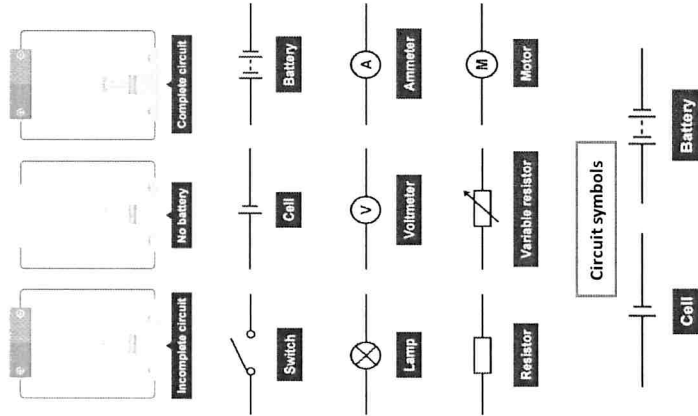 Incomplete circuit
No battery
Complete circuit
Switch
Cell
Battery
V
A
Lamp
Voltmeter
Ammeter
M
Resistor
Variable resistor
Motor
Circuit symbols
Cell
Battery